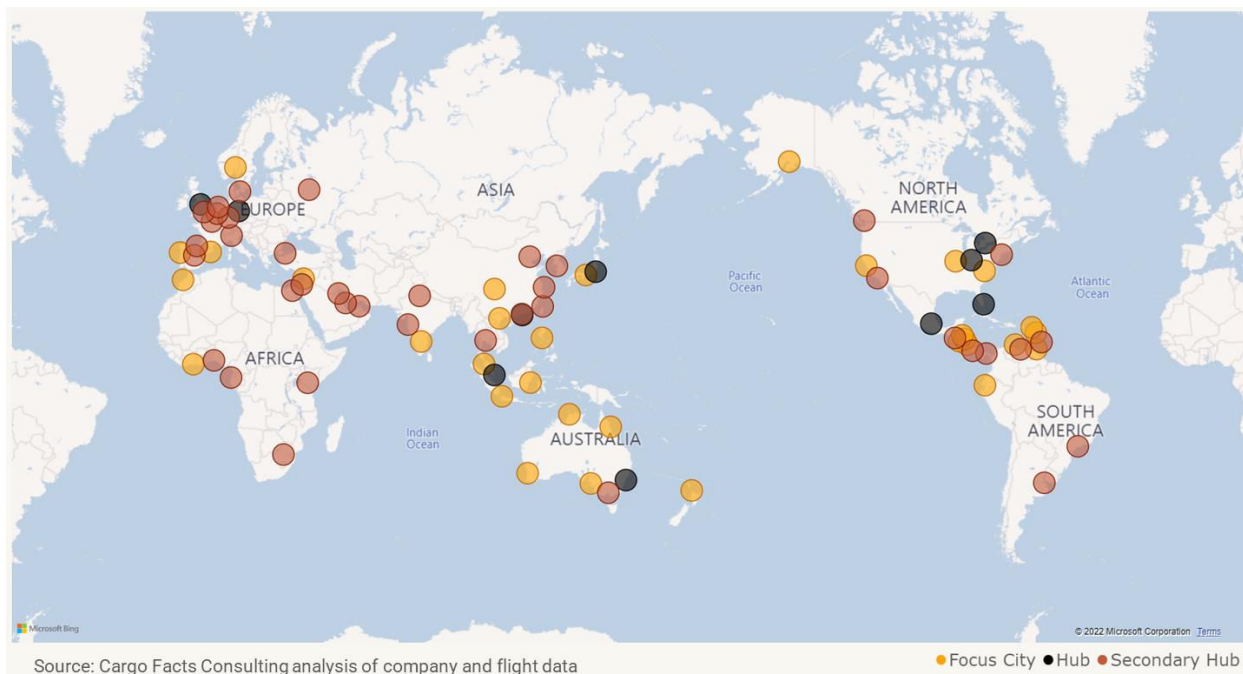 NORTH
AMERICA
ASIA
EUROPE
Pacific
Ocean
Atlantic
Ocean
AFRICA
SOUTH
AMERICA
Indian
Ocean
AUSTRALIA
Microsoft Bing
© 2022 Microsoft Corporation Terms
Source: Cargo Facts Consulting analysis of company and flight data
Focus City Hub Secondary Hub